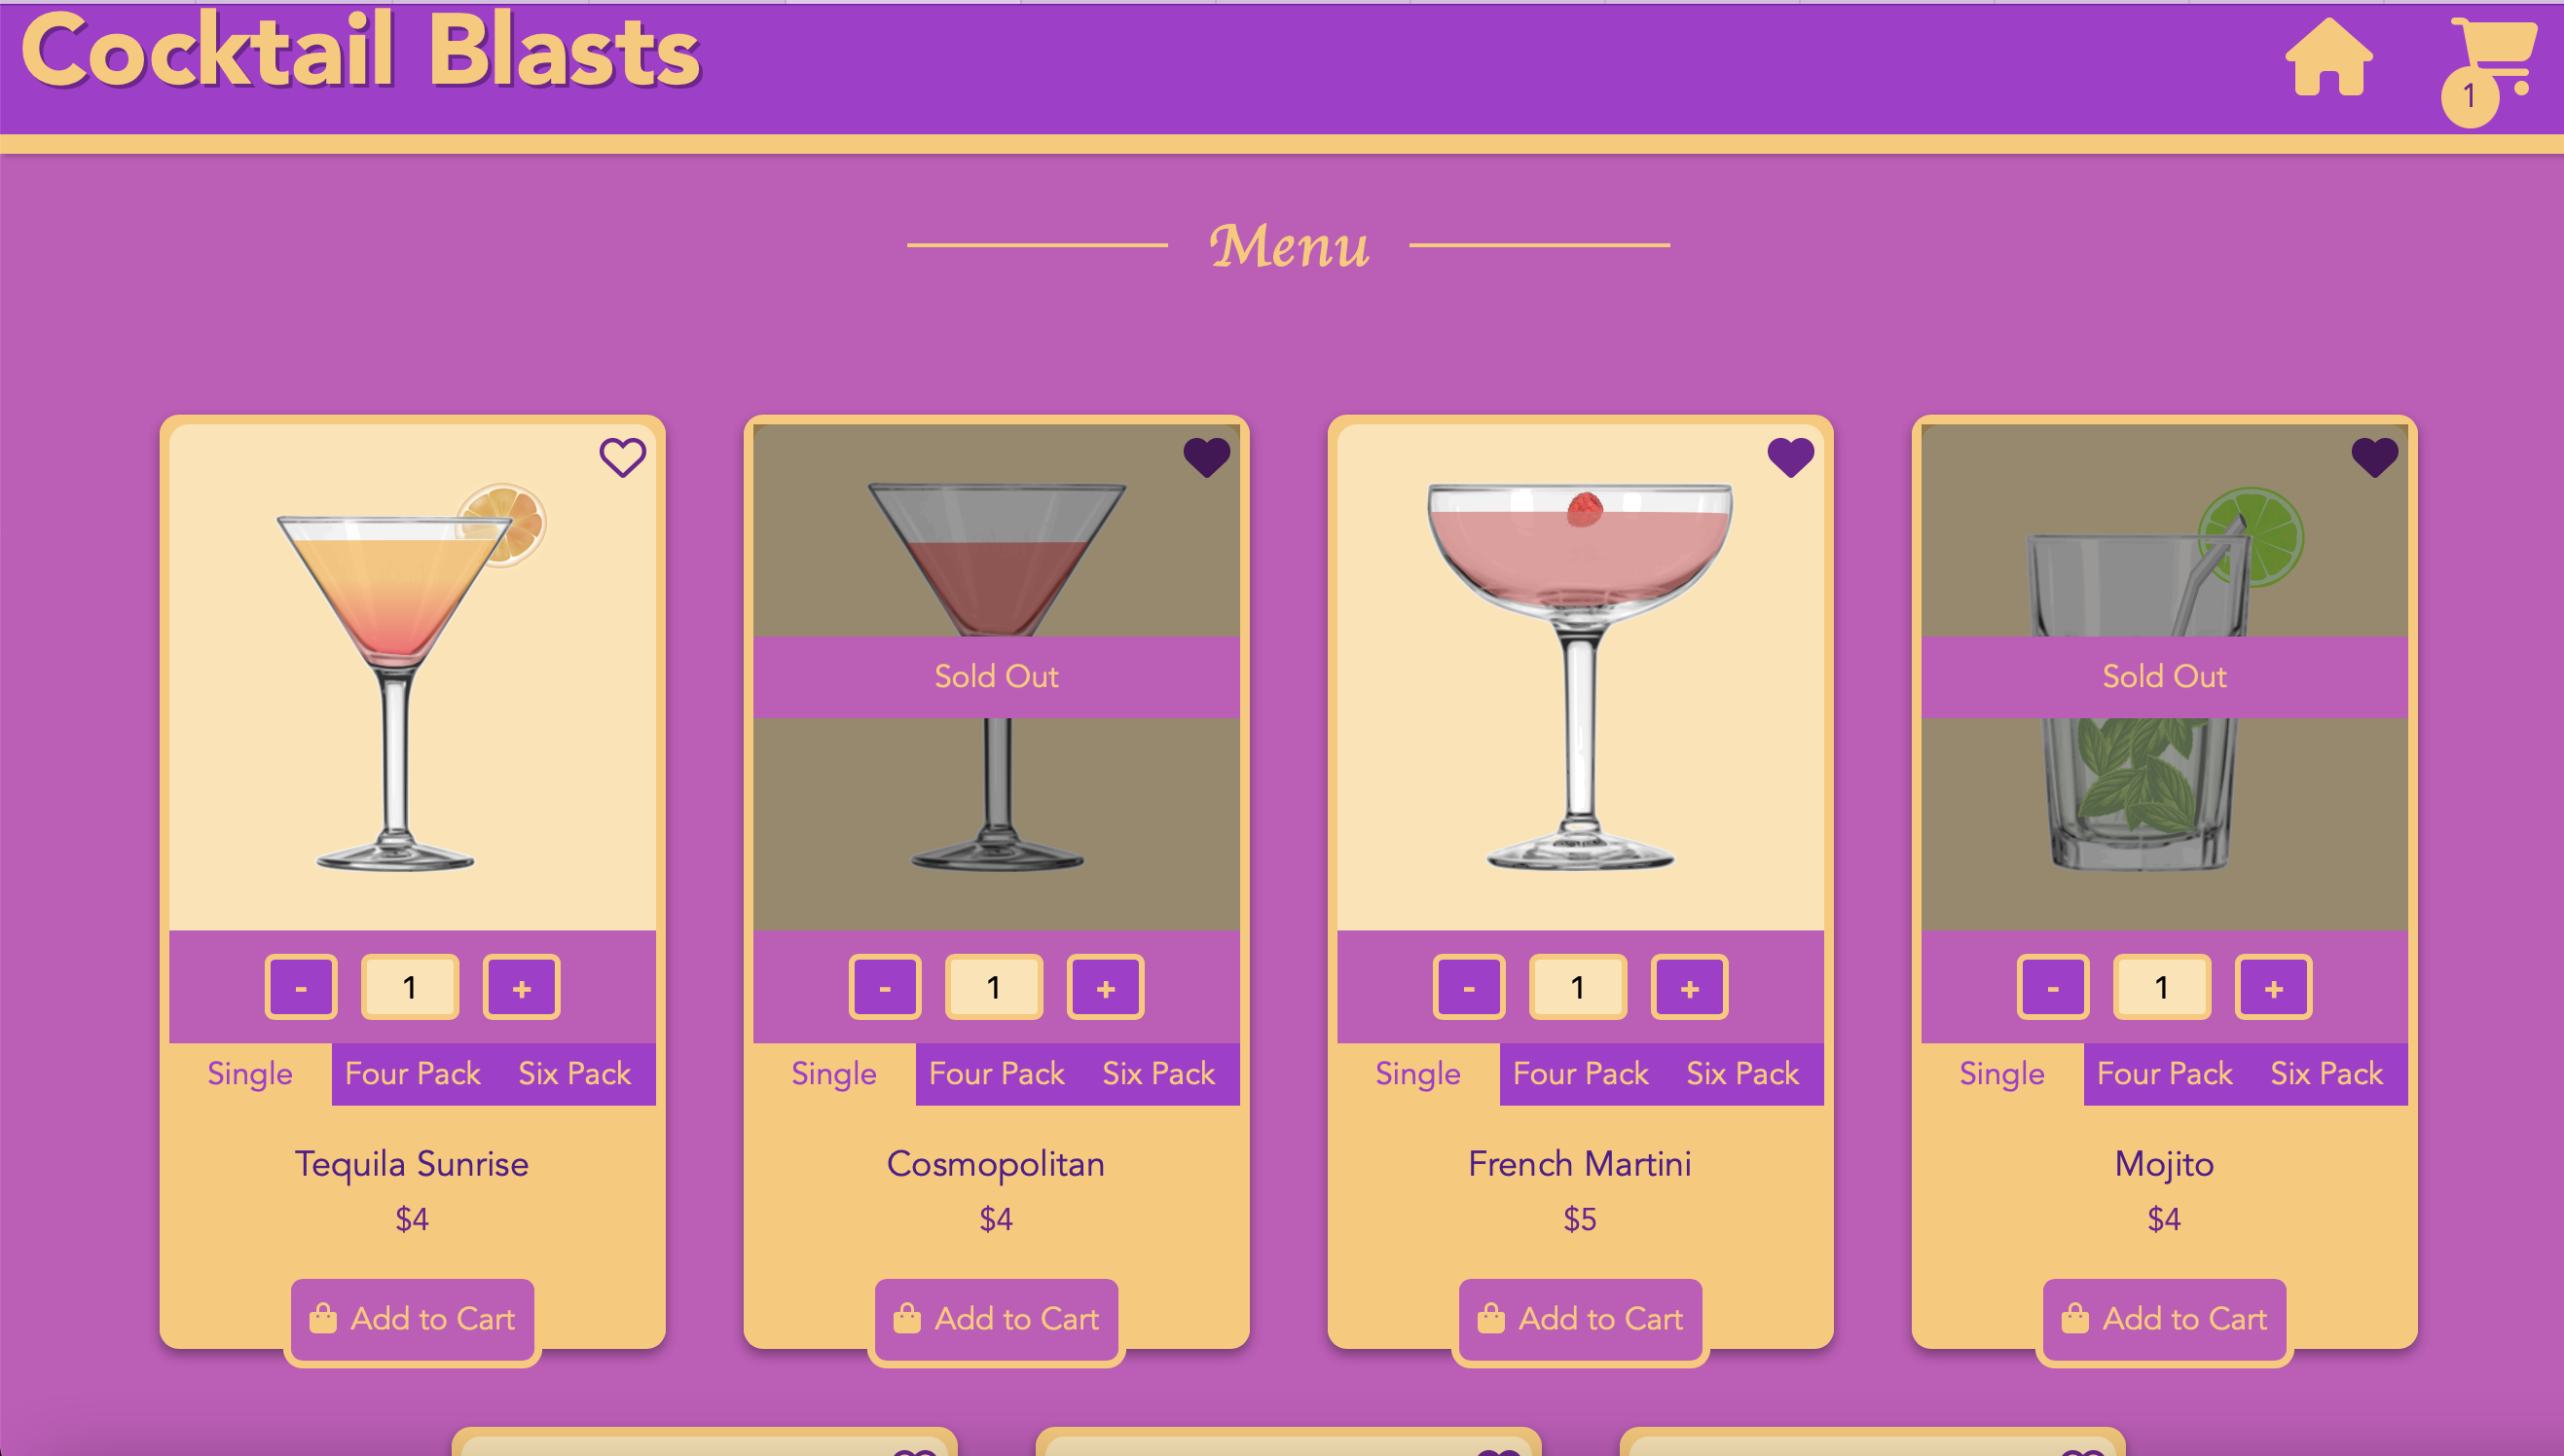 Cocktail Blasts
1
Menu
Sold Out
Sold Out
- 1 +
- 1 +
- 1 +
- 1 +
Single Four Pack Six Pack
Single Four Pack Six Pack
Single Four Pack Six Pack
Single Four Pack Six Pack
Tequila Sunrise
Cosmopolitan
French Martini
Mojito
$4
$4
$5
$4
Add to Cart
Add to Cart
Add to Cart
Add to Cart